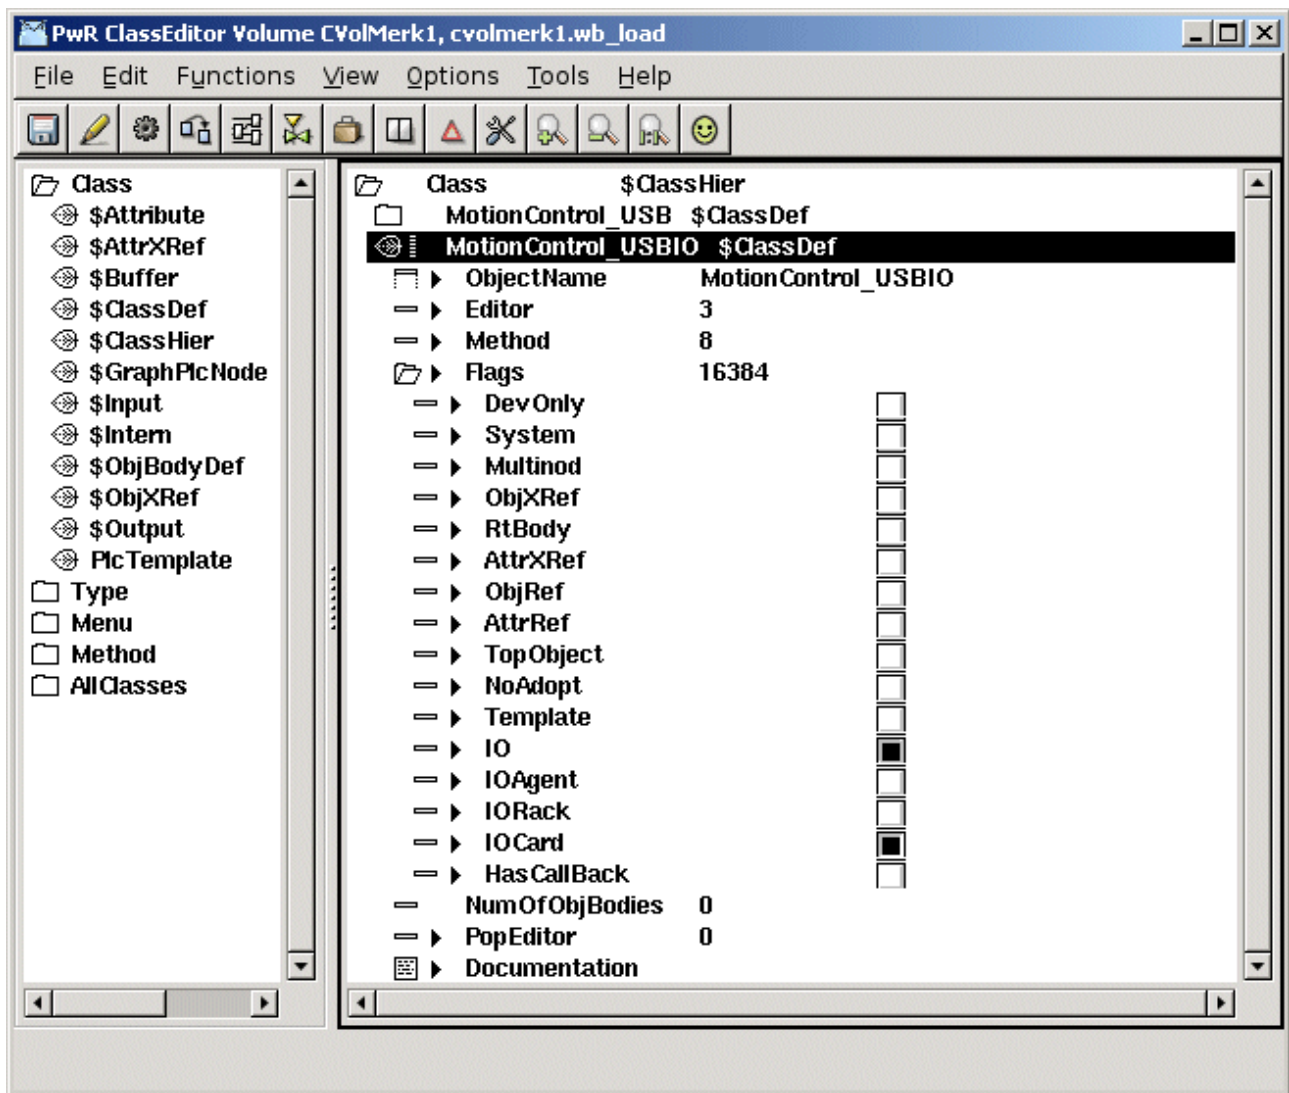 PwR ClassEditor Volume CVolMerk1, cvolmerk1.wb_load
File Edit Functions View Options Tools Help
Class
$Attribute
$AttrXRef
$Buffer
$ClassDef
$ClassHier
$GraphPlcNode
$Input
$Intern
$ObjBodyDef
$ObjXRef
$Output
PlcTemplate
Type
Menu
Method
AllClasses
Class $ClassHier
MotionControl_USB $ClassDef
MotionControl_USBIO $ClassDef
ObjectName MotionControl_USBIO
Editor 3
Method 8
Flags 16384
DevOnly
System
Multinod
ObjXRef
RtBody
AttrXRef
ObjRef
AttrRef
TopObject
NoAdopt
Template
IO
IOAgent
IORack
IOCard
HasCallBack
NumOfObjBodies 0
PopEditor 0
Documentation